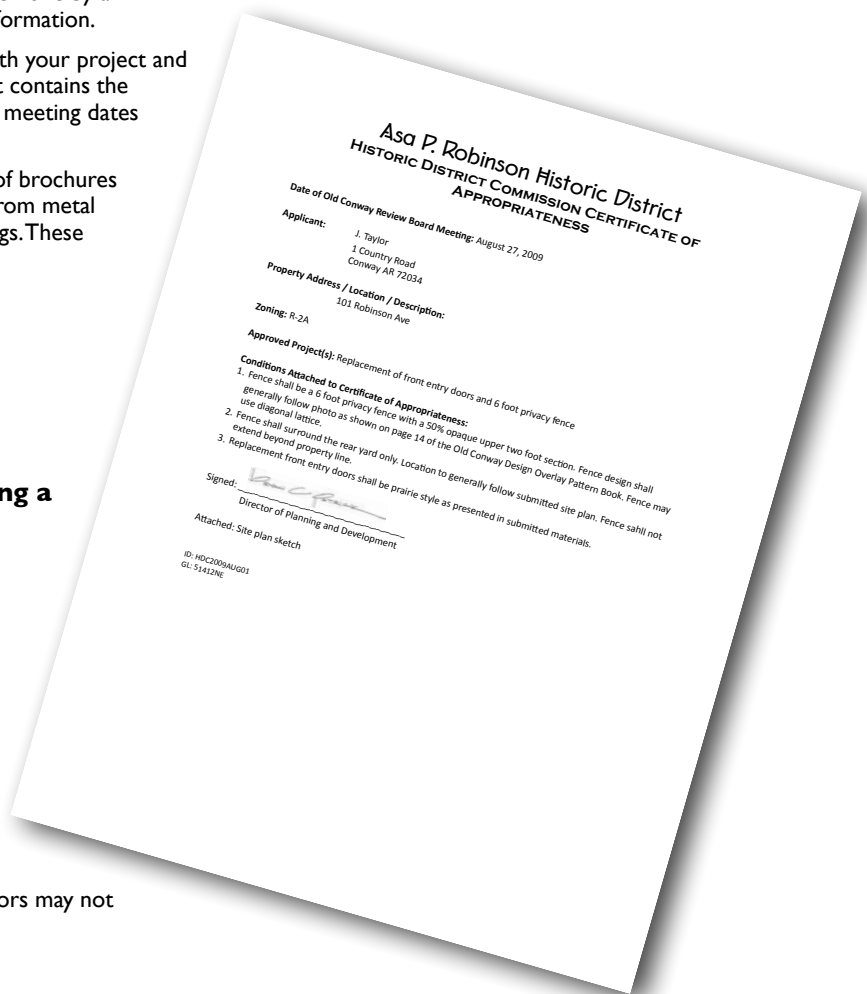 formation.
th your project and
t contains the
meeting dates
of brochures
rom metal
gs. These
ng a
ors may not
Asa P. Robinson Historic District
Historic District Commission Certificate of
Appropriateness
Date of Old Conway Review Board Meeting: August 27, 2009
Applicant:
J. Taylor
1 Country Road
Conway AR 72034
Property Address / Location / Description:
101 Robinson Ave
Zoning: R-2A
Approved Project(s): Replacement of front entry doors and 6 foot privacy fence
Conditions Attached to Certificate of Appropriateness:
1. Fence shall be a 6 foot privacy fence with a 50% opaque upper two foot section. Fence design shall
generally follow photo as shown on page 14 of the Old Conway Design Overlay Pattern Book. Fence may
use diagonal lattice.
2. Fence shall surround the rear yard only. Location to generally follow submitted site plan. Fence sahll not
extend beyond property line.
3. Replacement front entry doors shall be prairie style as presented in submitted materials.
Signed:
Director of Planning and Development
Attached: Site plan sketch
ID: HDC2009AUG01
GL: 51412NE